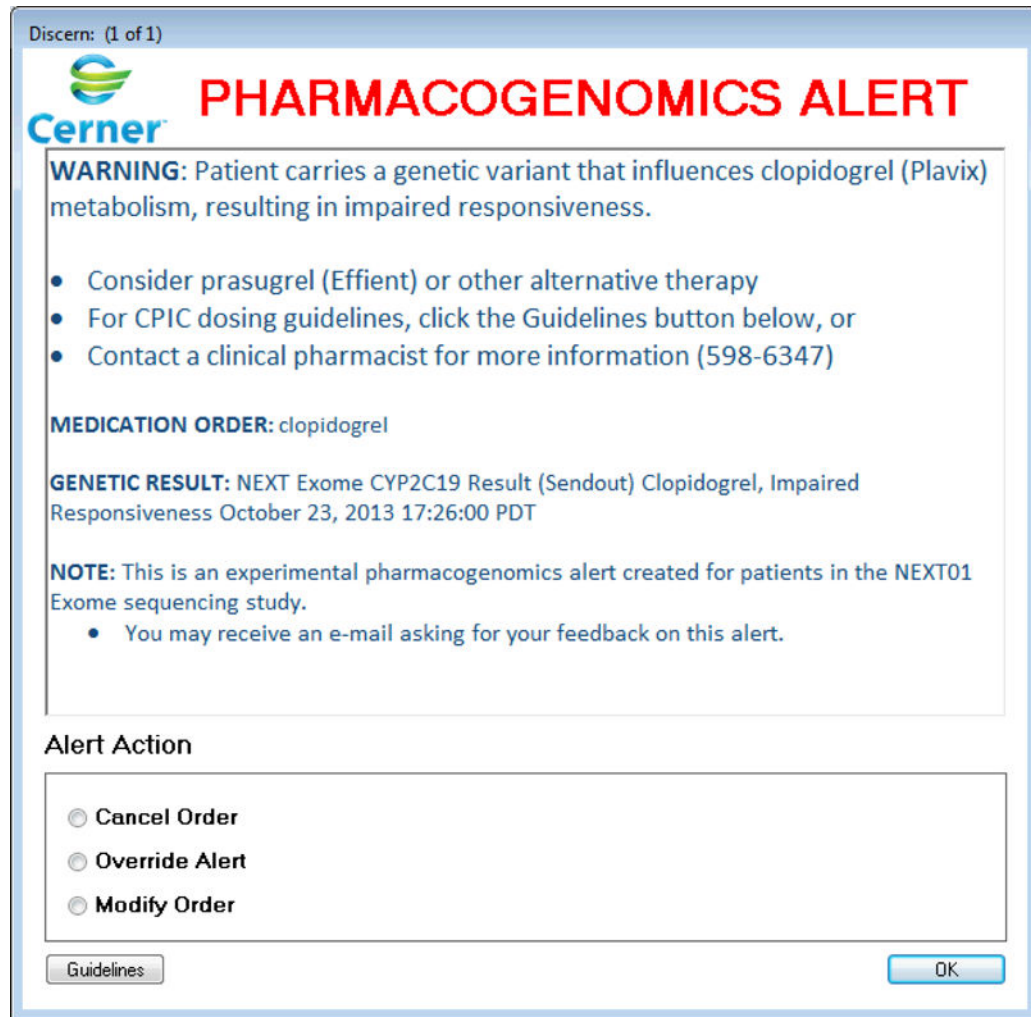 Discern: (1 of 1)
Cerner™
PHARMACOGENOMICS ALERT
WARNING: Patient carries a genetic variant that influences clopidogrel (Plavix)
metabolism, resulting in impaired responsiveness.
• Consider prasugrel (Effient) or other alternative therapy
• For CPIC dosing guidelines, click the Guidelines button below, or
• Contact a clinical pharmacist for more information (598-6347)
MEDICATION ORDER: clopidogrel
GENETIC RESULT: NEXT Exome CYP2C19 Result (Sendout) Clopidogrel, Impaired
Responsiveness October 23, 2013 17:26:00 PDT
NOTE: This is an experimental pharmacogenomics alert created for patients in the NEXT01
Exome sequencing study.
• You may receive an e-mail asking for your feedback on this alert.
Alert Action
Cancel Order
Override Alert
Modify Order
Guidelines
OK